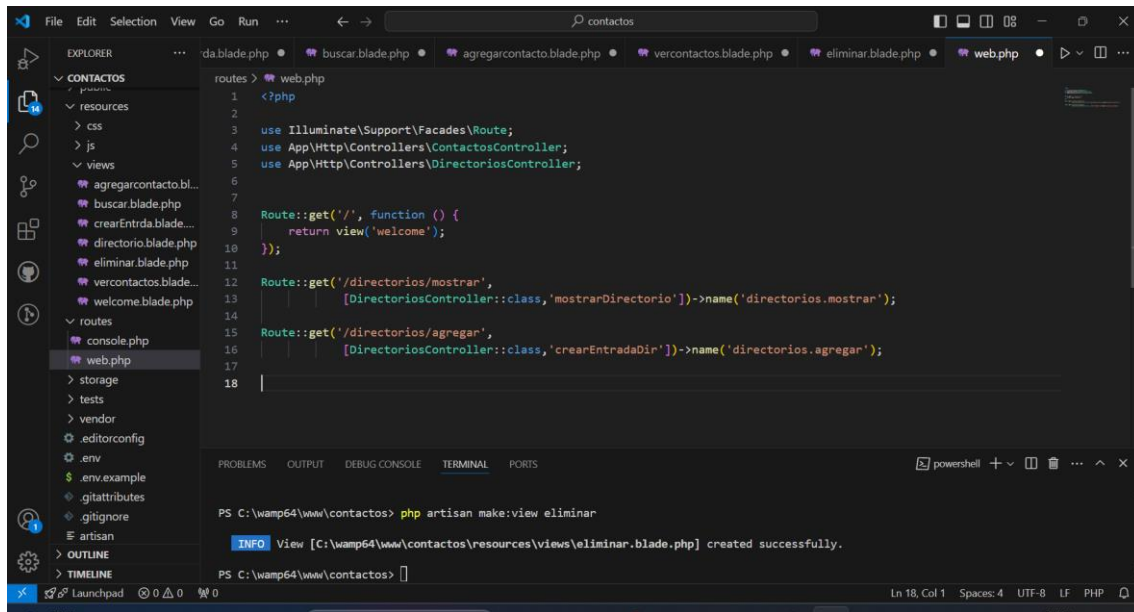 File Edit Selection View Go Run ··· contactos
EXPLORER ···
CONTACTOS
public
resources
css
js
views
agregarcontacto.bl...
buscar.blade.php
crearEntrda.blade....
directorio.blade.php
eliminar.blade.php
vercontactos.blade...
welcome.blade.php
routes
console.php
web.php
storage
tests
vendor
.editorconfig
.env
.env.example
.gitattributes
.gitignore
artisan
OUTLINE
TIMELINE
14
1
rda.blade.php buscar.blade.php agregarcontacto.blade.php vercontactos.blade.php eliminar.blade.php web.php ···
routes > web.php
1 <?php
2
3 use Illuminate\Support\Facades\Route;
4 use App\Http\Controllers\ContactosController;
5 use App\Http\Controllers\DirectoriosController;
6
7
8 Route::get('/', function () {
9     return view('welcome');
10 });
11
12 Route::get('/directorios/mostrar',
13             [DirectoriosController::class,'mostrarDirectorio'])->name('directorios.mostrar');
14
15 Route::get('/directorios/agregar',
16             [DirectoriosController::class,'crearEntradaDir'])->name('directorios.agregar');
17
18
PROBLEMS OUTPUT DEBUG CONSOLE TERMINAL PORTS powershell ···
PS C:\wamp64\www\contactos> php artisan make:view eliminar
INFO View [C:\wamp64\www\contactos\resources\views\eliminar.blade.php] created successfully.
PS C:\wamp64\www\contactos>
Launchpad 0 0 0 Ln 18, Col 1 Spaces: 4 UTF-8 LF PHP